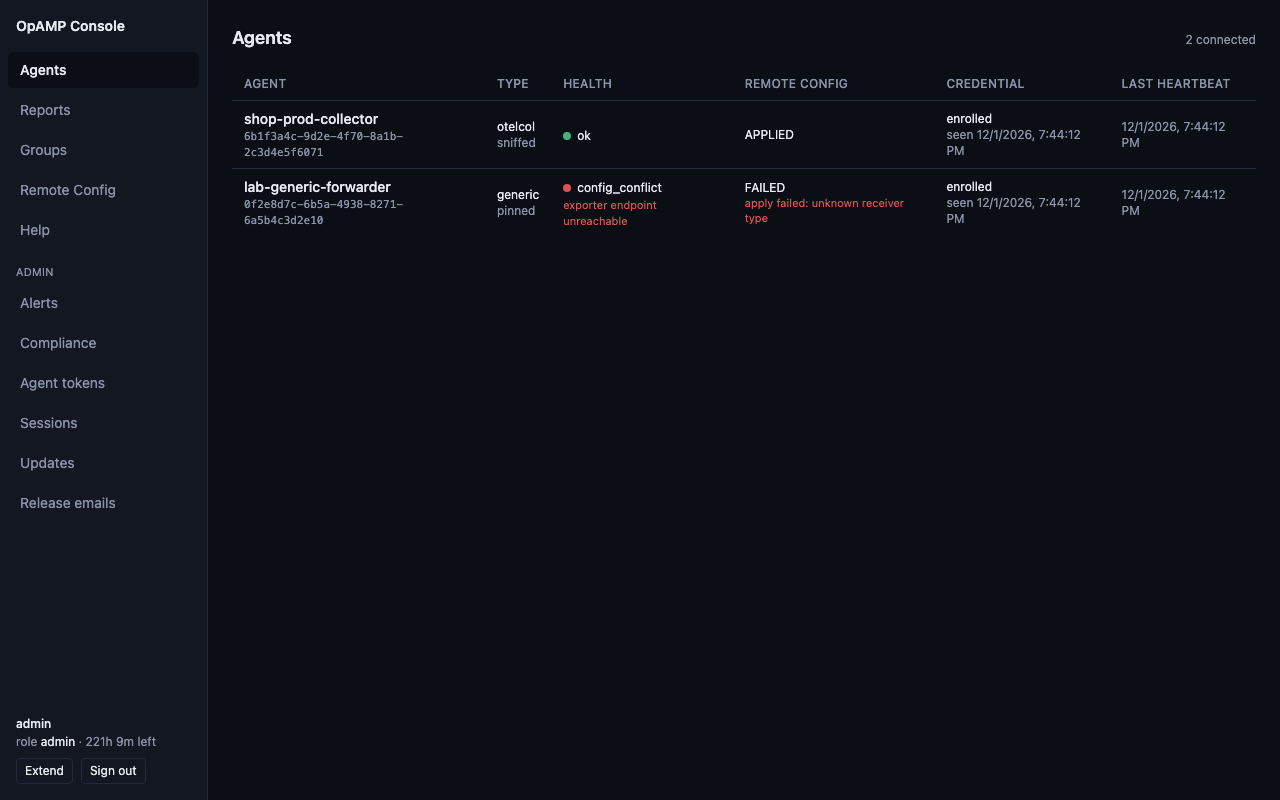 OpAMP Console
Agents
Reports
Groups
Remote Config
Help
ADMIN
Alerts
Compliance
Agent tokens
Sessions
Updates
Release emails
admin
role admin · 221h 9m left
Extend
Sign out
Agents
2 connected
AGENT
TYPE
HEALTH
REMOTE CONFIG
CREDENTIAL
LAST HEARTBEAT
shop-prod-collector
6b1f3a4c-9d2e-4f70-8a1b-
2c3d4e5f6071
otelcol
sniffed
ok
APPLIED
enrolled
seen 12/1/2026, 7:44:12
PM
12/1/2026, 7:44:12
PM
lab-generic-forwarder
0f2e8d7c-6b5a-4938-8271-
6a5b4c3d2e10
generic
pinned
config_conflict
exporter endpoint
unreachable
FAILED
apply failed: unknown receiver
type
enrolled
seen 12/1/2026, 7:44:12
PM
12/1/2026, 7:44:12
PM